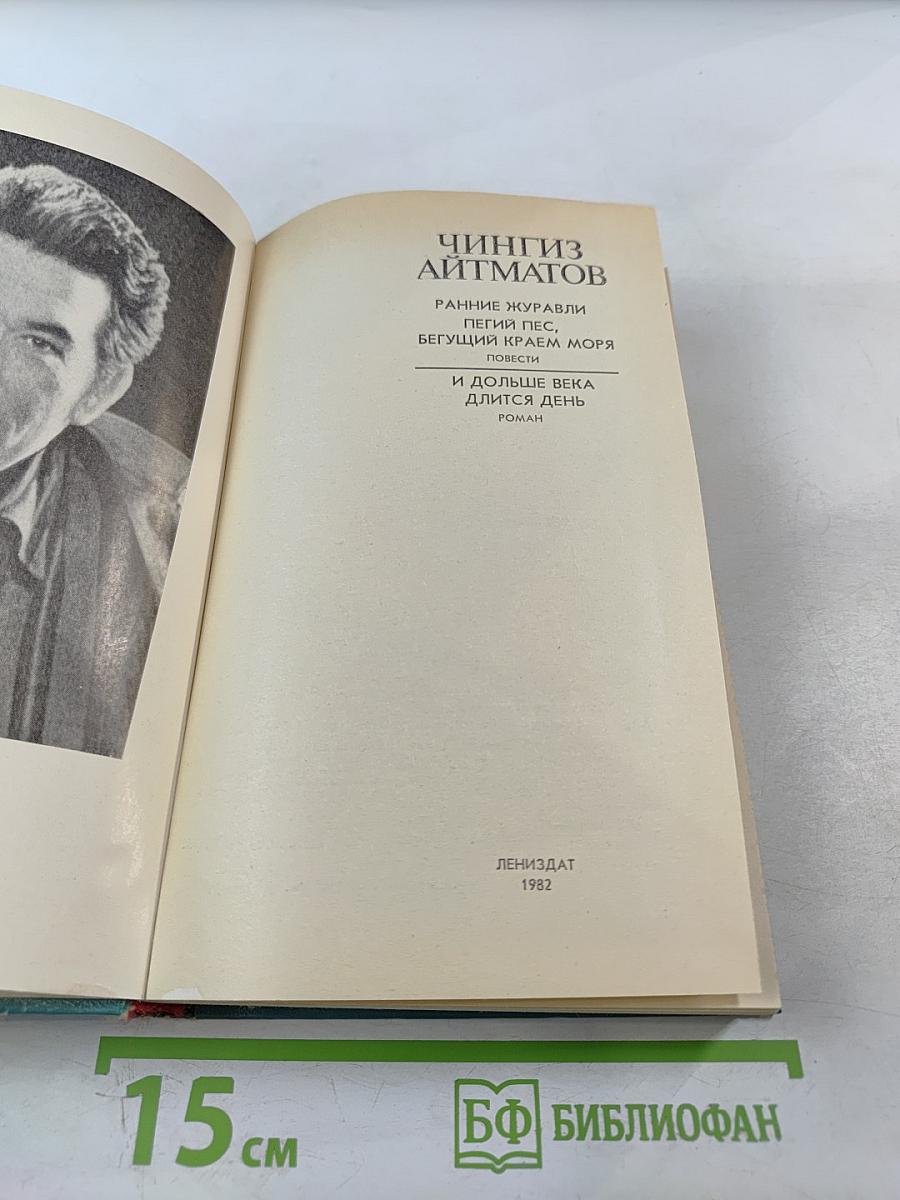 ЧИНГИЗ
АЙТМАТОВ
РАННИЕ ЖУРАВЛИ
ПЕГИЙ ПЕС,
БЕГУЩИЙ КРАЕМ МОРЯ
ПОВЕСТИ
И ДОЛЬШЕ ВЕКА
ДЛИТСЯ ДЕНЬ
РОМАН
ЛЕНИЗДАТ
1982
15 см
БФ БИБЛИОФАН